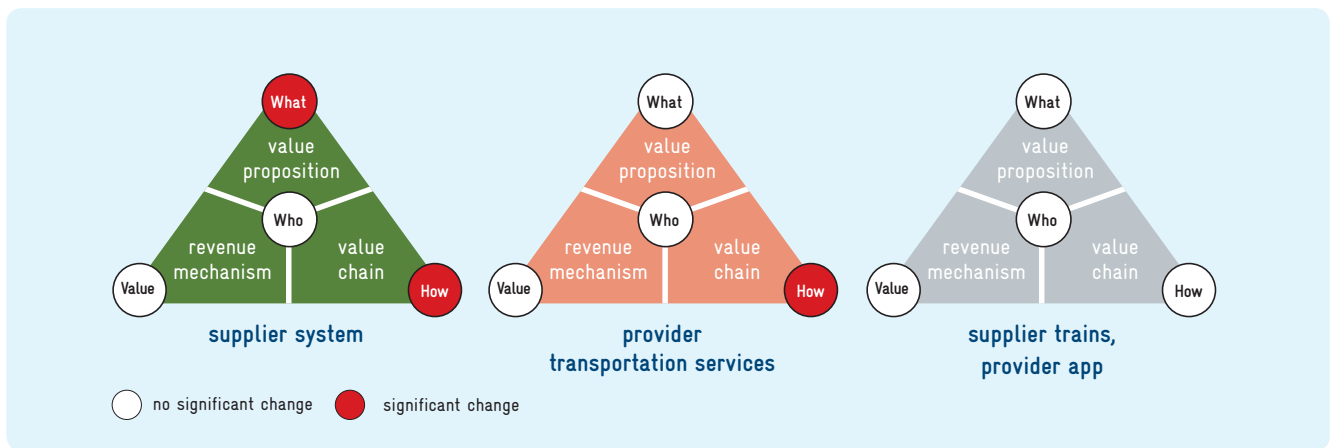 What
value
proposition
Who
revenue
mechanism
value
chain
Value
How
supplier system
What
value
proposition
Who
revenue
mechanism
value
chain
Value
How
provider
transportation services
What
value
proposition
Who
revenue
mechanism
value
chain
Value
How
supplier trains,
provider app
no significant change
significant change